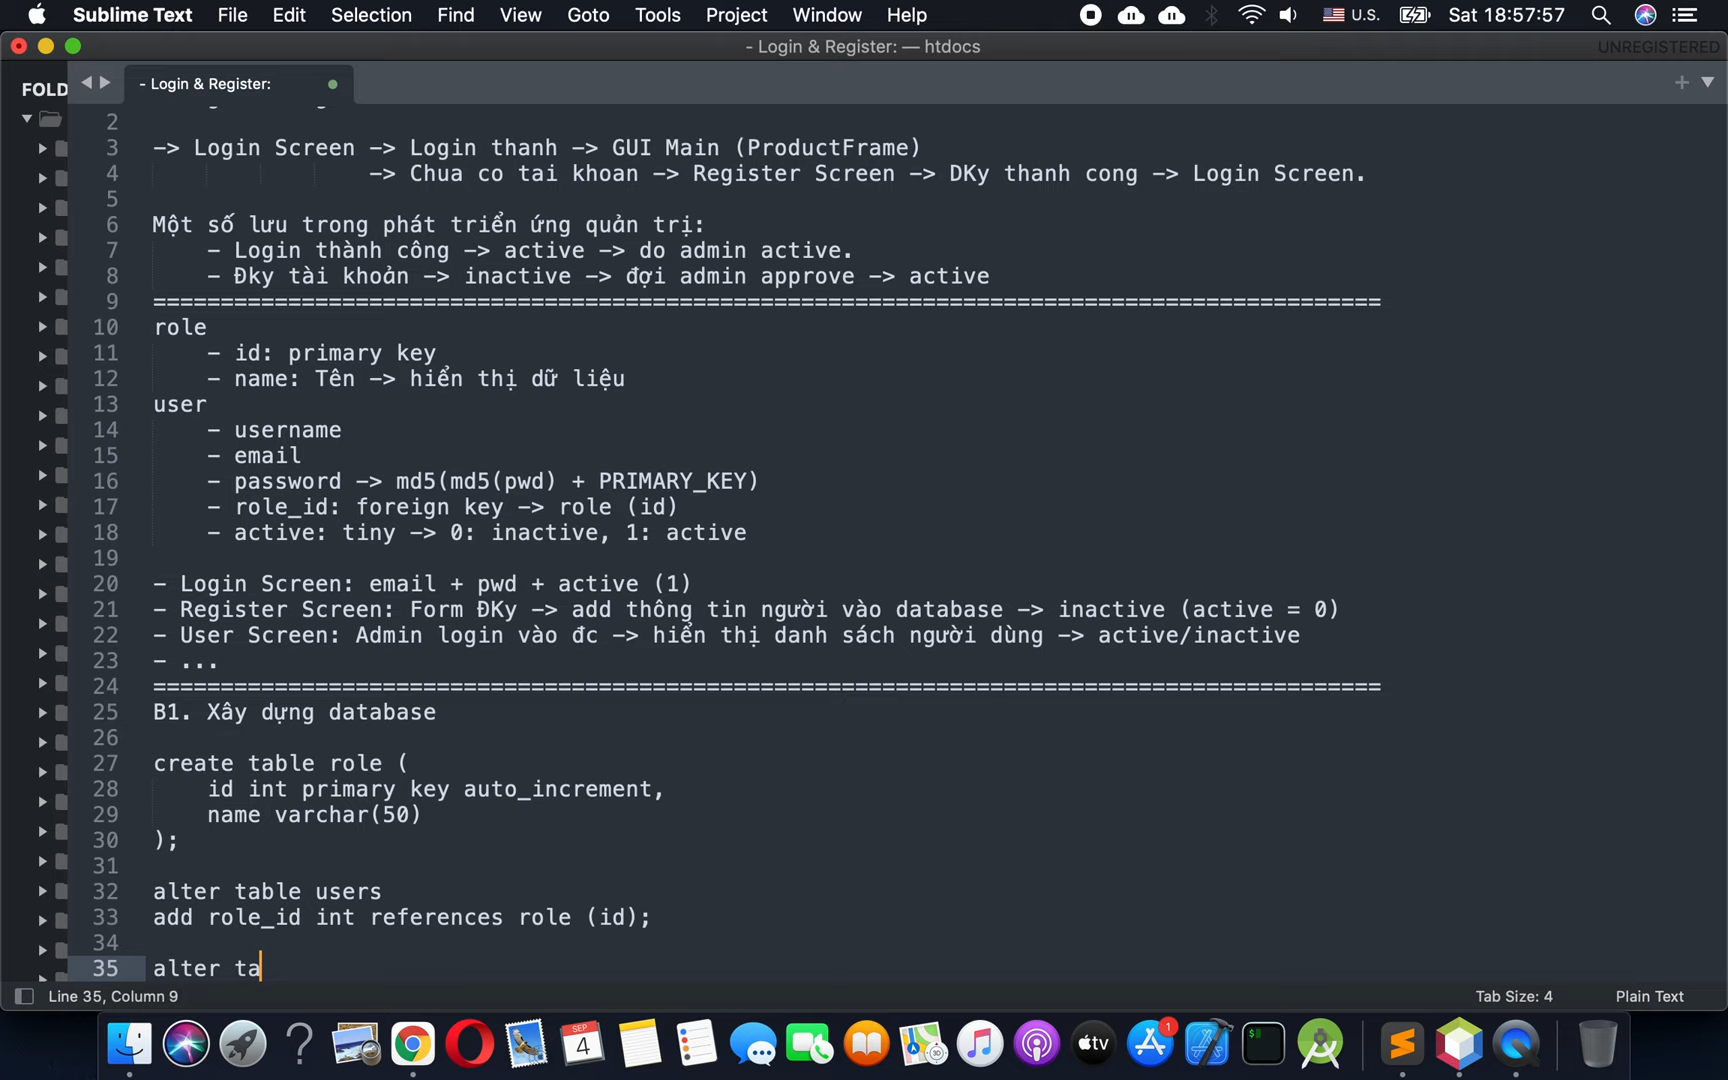 Sublime Text File Edit Selection Find View Goto Tools Project Window Help U.S. Sat 18:57:57
- Login & Register: — htdocs UNREGISTERED
FOLD
- Login & Register:
2
3 -> Login Screen -> Login thanh -> GUI Main (ProductFrame)
4 -> Chua co tai khoan -> Register Screen -> DKy thanh cong -> Login Screen.
5
6 Một số lưu trong phát triển ứng quản trị:
7 - Login thành công -> active -> do admin active.
8 - Đky tài khoản -> inactive -> đợi admin approve -> active
9 ===========================================================================================
10 role
11 - id: primary key
12 - name: Tên -> hiển thị dữ liệu
13 user
14 - username
15 - email
16 - password -> md5(md5(pwd) + PRIMARY_KEY)
17 - role_id: foreign key -> role (id)
18 - active: tiny -> 0: inactive, 1: active
19
20 - Login Screen: email + pwd + active (1)
21 - Register Screen: Form ĐKy -> add thông tin người vào database -> inactive (active = 0)
22 - User Screen: Admin login vào đc -> hiển thị danh sách người dùng -> active/inactive
23 - ...
24 ===========================================================================================
25 B1. Xây dựng database
26
27 create table role (
28 id int primary key auto_increment,
29 name varchar(50)
30 );
31
32 alter table users
33 add role_id int references role (id);
34
35 alter ta
Line 35, Column 9 Tab Size: 4 Plain Text
SEP
4
tv
1